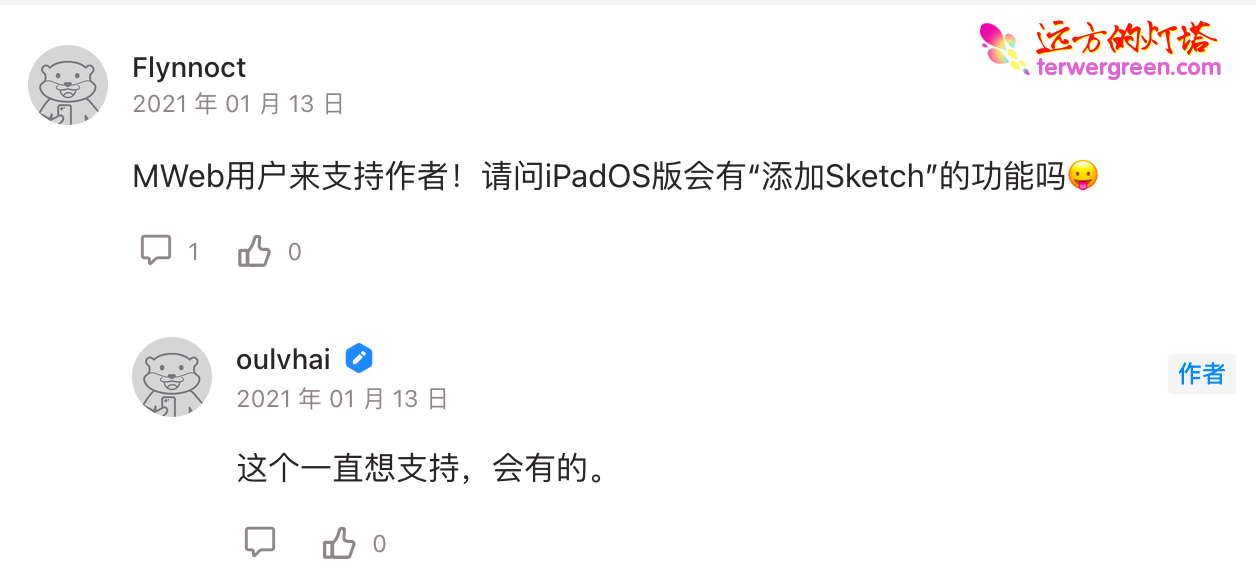 远方的灯塔
terwergreen.com
Flynnoct
2021 年 01 月 13 日
MWeb用户来支持作者！请问iPadOS版会有“添加Sketch”的功能吗😛
1 0
oulvhai
作者
2021 年 01 月 13 日
这个一直想支持，会有的。
0